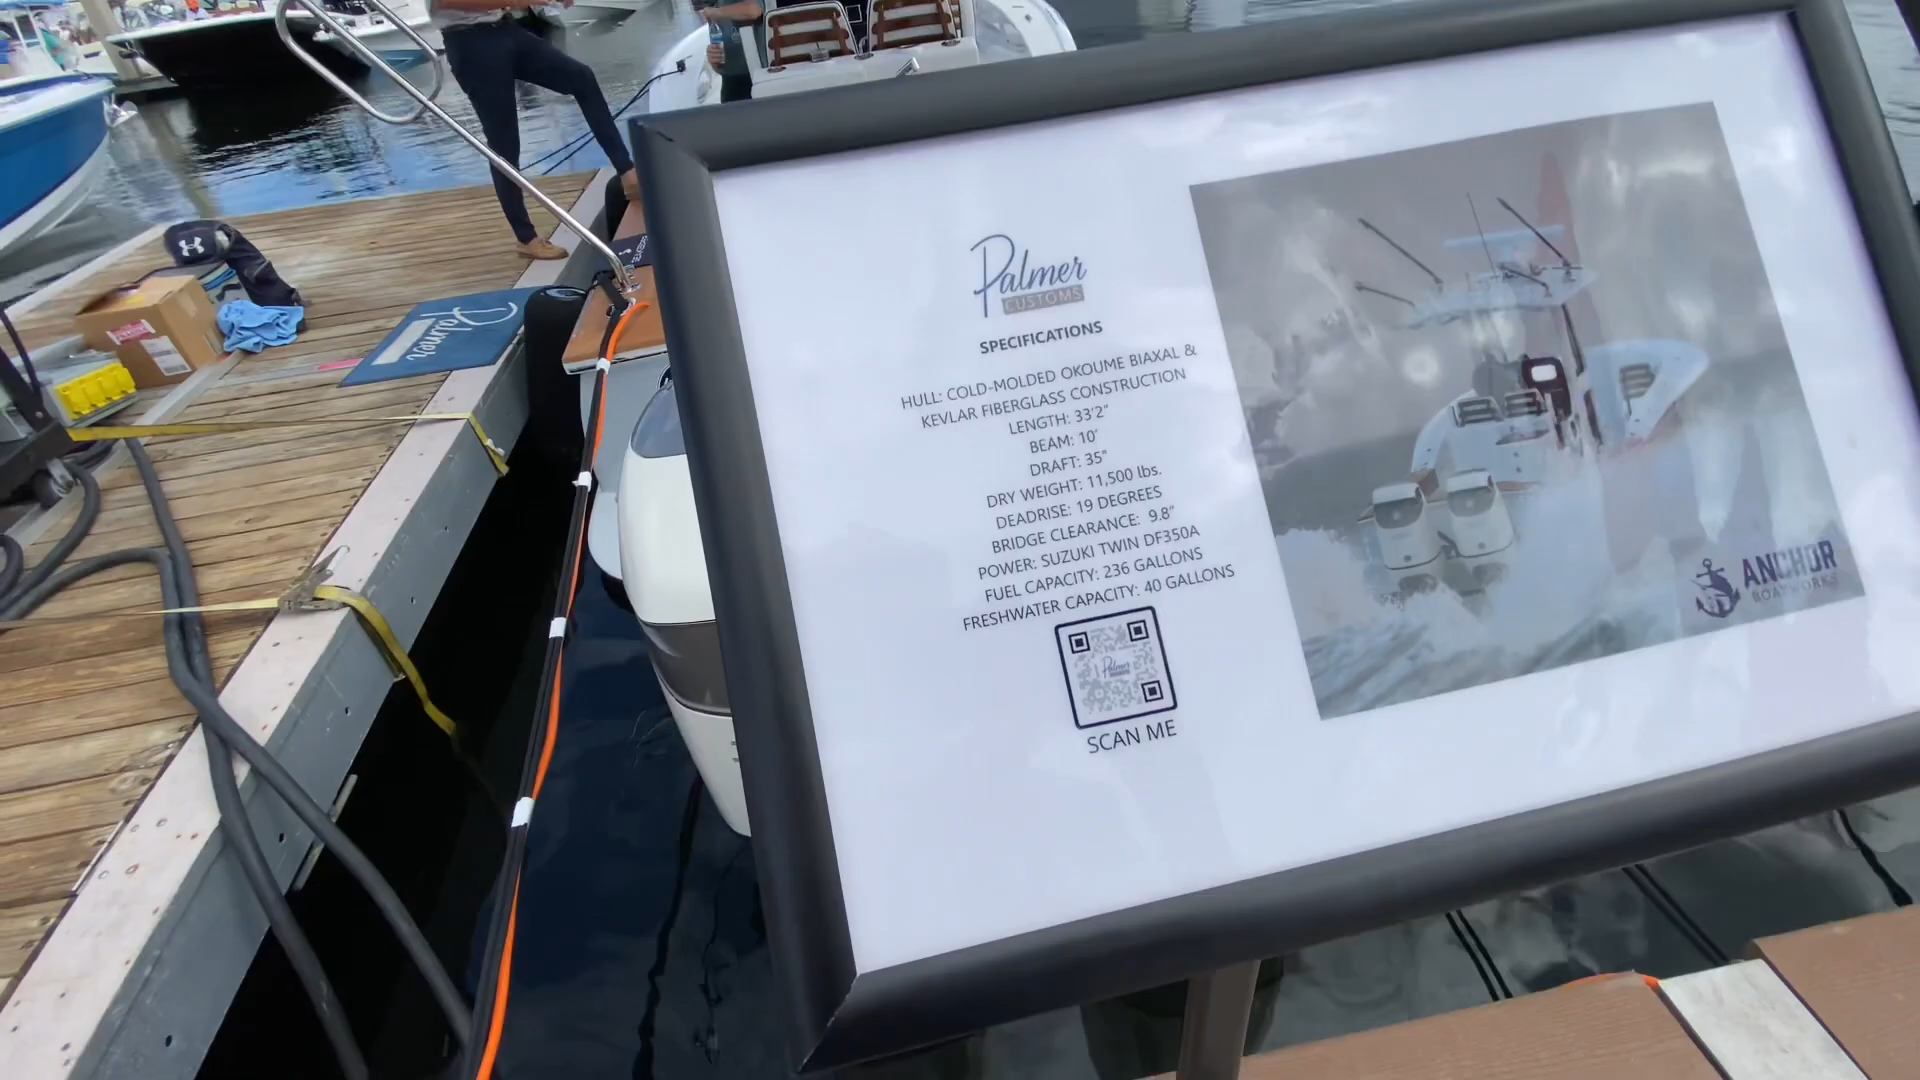 Palmer
CUSTOMS
SPECIFICATIONS
HULL: COLD-MOLDED OKOUME BIAXAL &
KEVLAR FIBERGLASS CONSTRUCTION
LENGTH: 33'2"
BEAM: 10'
DRAFT: 35"
DRY WEIGHT: 11,500 lbs.
DEADRISE: 19 DEGREES
BRIDGE CLEARANCE: 9.8"
POWER: SUZUKI TWIN DF350A
FUEL CAPACITY: 236 GALLONS
FRESHWATER CAPACITY: 40 GALLONS
Palmer
SCAN ME
ANCHOR
BOATWORKS
Palmer